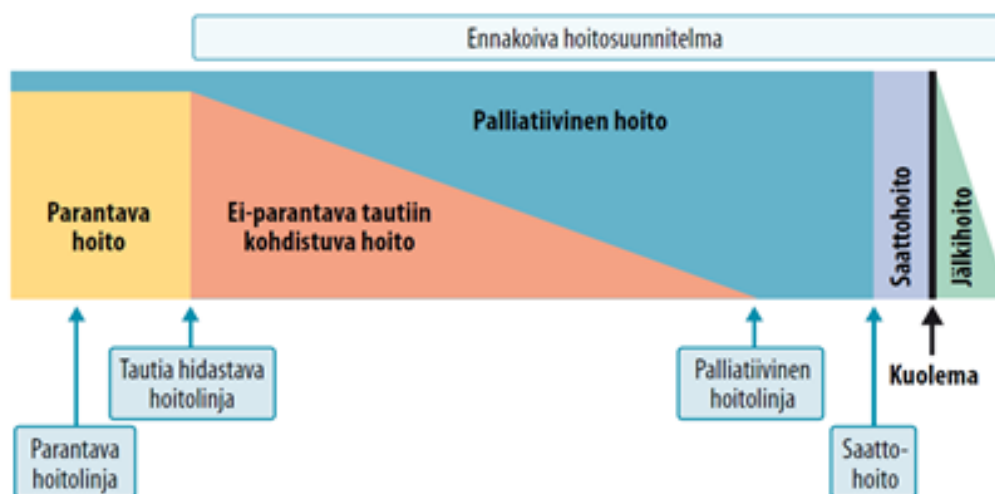 Ennakoiva hoitosuunnitelma
Palliatiivinen hoito
Parantava
hoito
Ei-parantava tautiin
kohdistuva hoito
Saattohoito
Jälkihoito
Tautia hidastava
hoitolinja
Palliatiivinen
hoitolinja
Kuolema
Parantava
hoitolinja
Saatto-
hoito